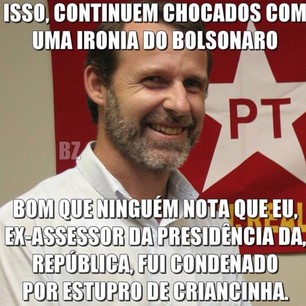 ISSO, CONTINUEM CHOCADOS COM
UMA IRONIA DO BOLSONARO
PT
BZ
BOM QUE NINGUÉM NOTA QUE EU,
EX-ASSESSOR DA PRESIDÊNCIA DA,
REPÚBLICA, FUI CONDENADO
POR ESTUPRO DE CRIANCINHA.